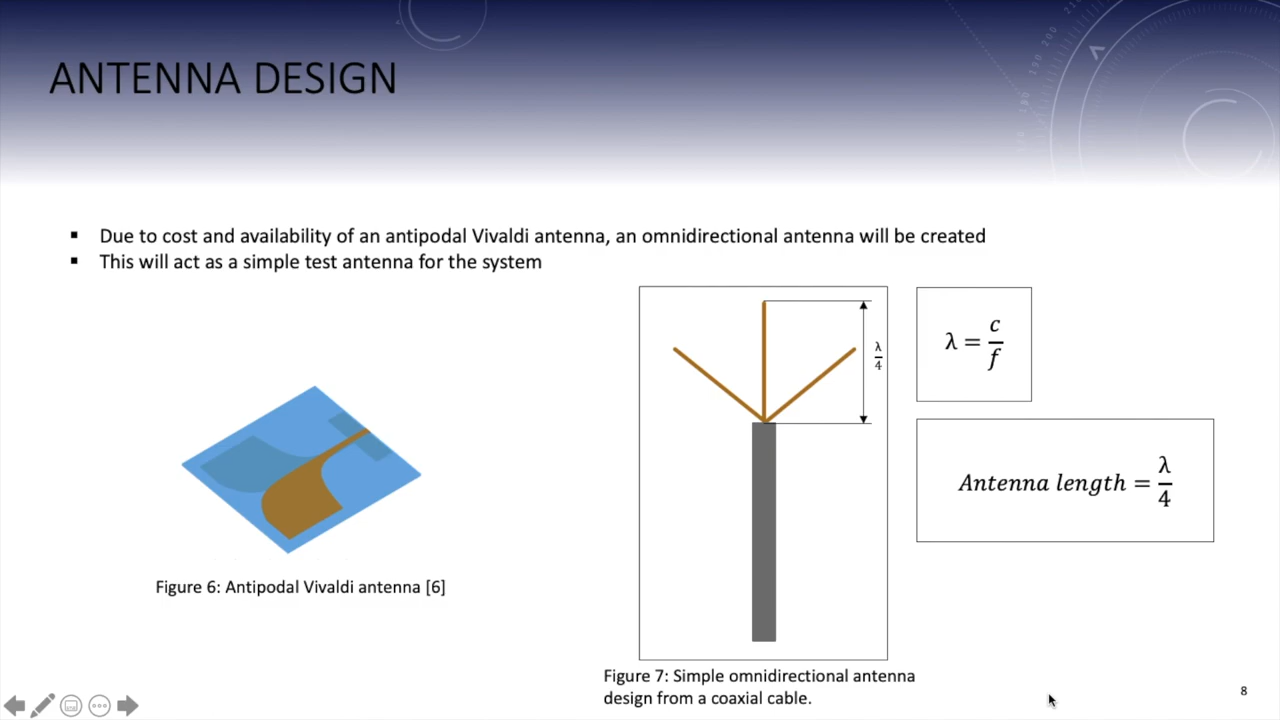 ANTENNA DESIGN
▪ Due to cost and availability of an antipodal Vivaldi antenna, an omnidirectional antenna will be created
▪ This will act as a simple test antenna for the system
λ/4
λ = c/f
Antenna length = λ/4
Figure 6: Antipodal Vivaldi antenna [6]
Figure 7: Simple omnidirectional antenna
design from a coaxial cable.
8